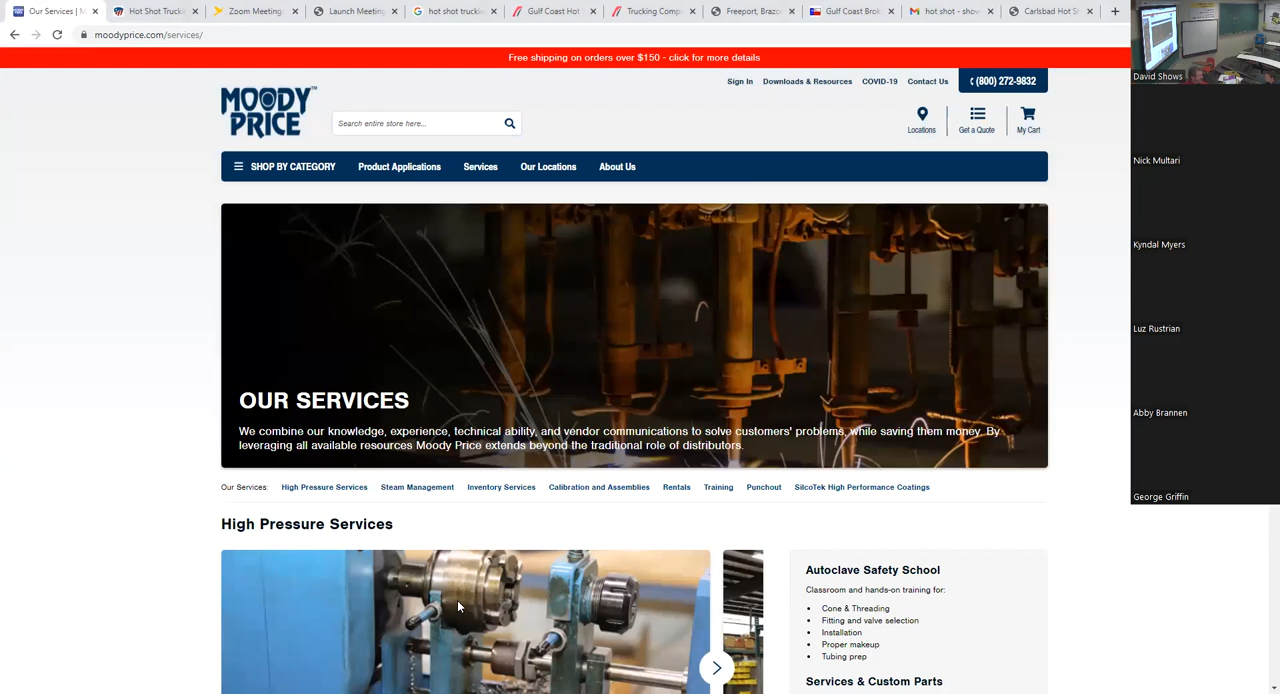 Our Services | M
Hot Shot Trucki
Zoom Meeting
Launch Meeting
hot shot truckin
Gulf Coast Hot S
Trucking Comp
Freeport, Brazo
Gulf Coast Brok
hot shot - show
Carlsbad Hot Sh
moodyprice.com/services/
Free shipping on orders over $150 - click for more details
Sign In Downloads & Resources COVID-19 Contact Us (800) 272-9832
MOODY
PRICE
Search entire store here...
Locations Get a Quote My Cart
SHOP BY CATEGORY Product Applications Services Our Locations About Us
OUR SERVICES
We combine our knowledge, experience, technical ability, and vendor communications to solve customers' problems, while saving them money. By
leveraging all available resources Moody Price extends beyond the traditional role of distributors.
Our Services: High Pressure Services Steam Management Inventory Services Calibration and Assemblies Rentals Training Punchout SilcoTek High Performance Coatings
High Pressure Services
Autoclave Safety School
Classroom and hands-on training for:
• Cone & Threading
• Fitting and valve selection
• Installation
• Proper makeup
• Tubing prep
Services & Custom Parts
David Shows
Nick Multari
Kyndal Myers
Luz Rustrian
Abby Brannen
George Griffin